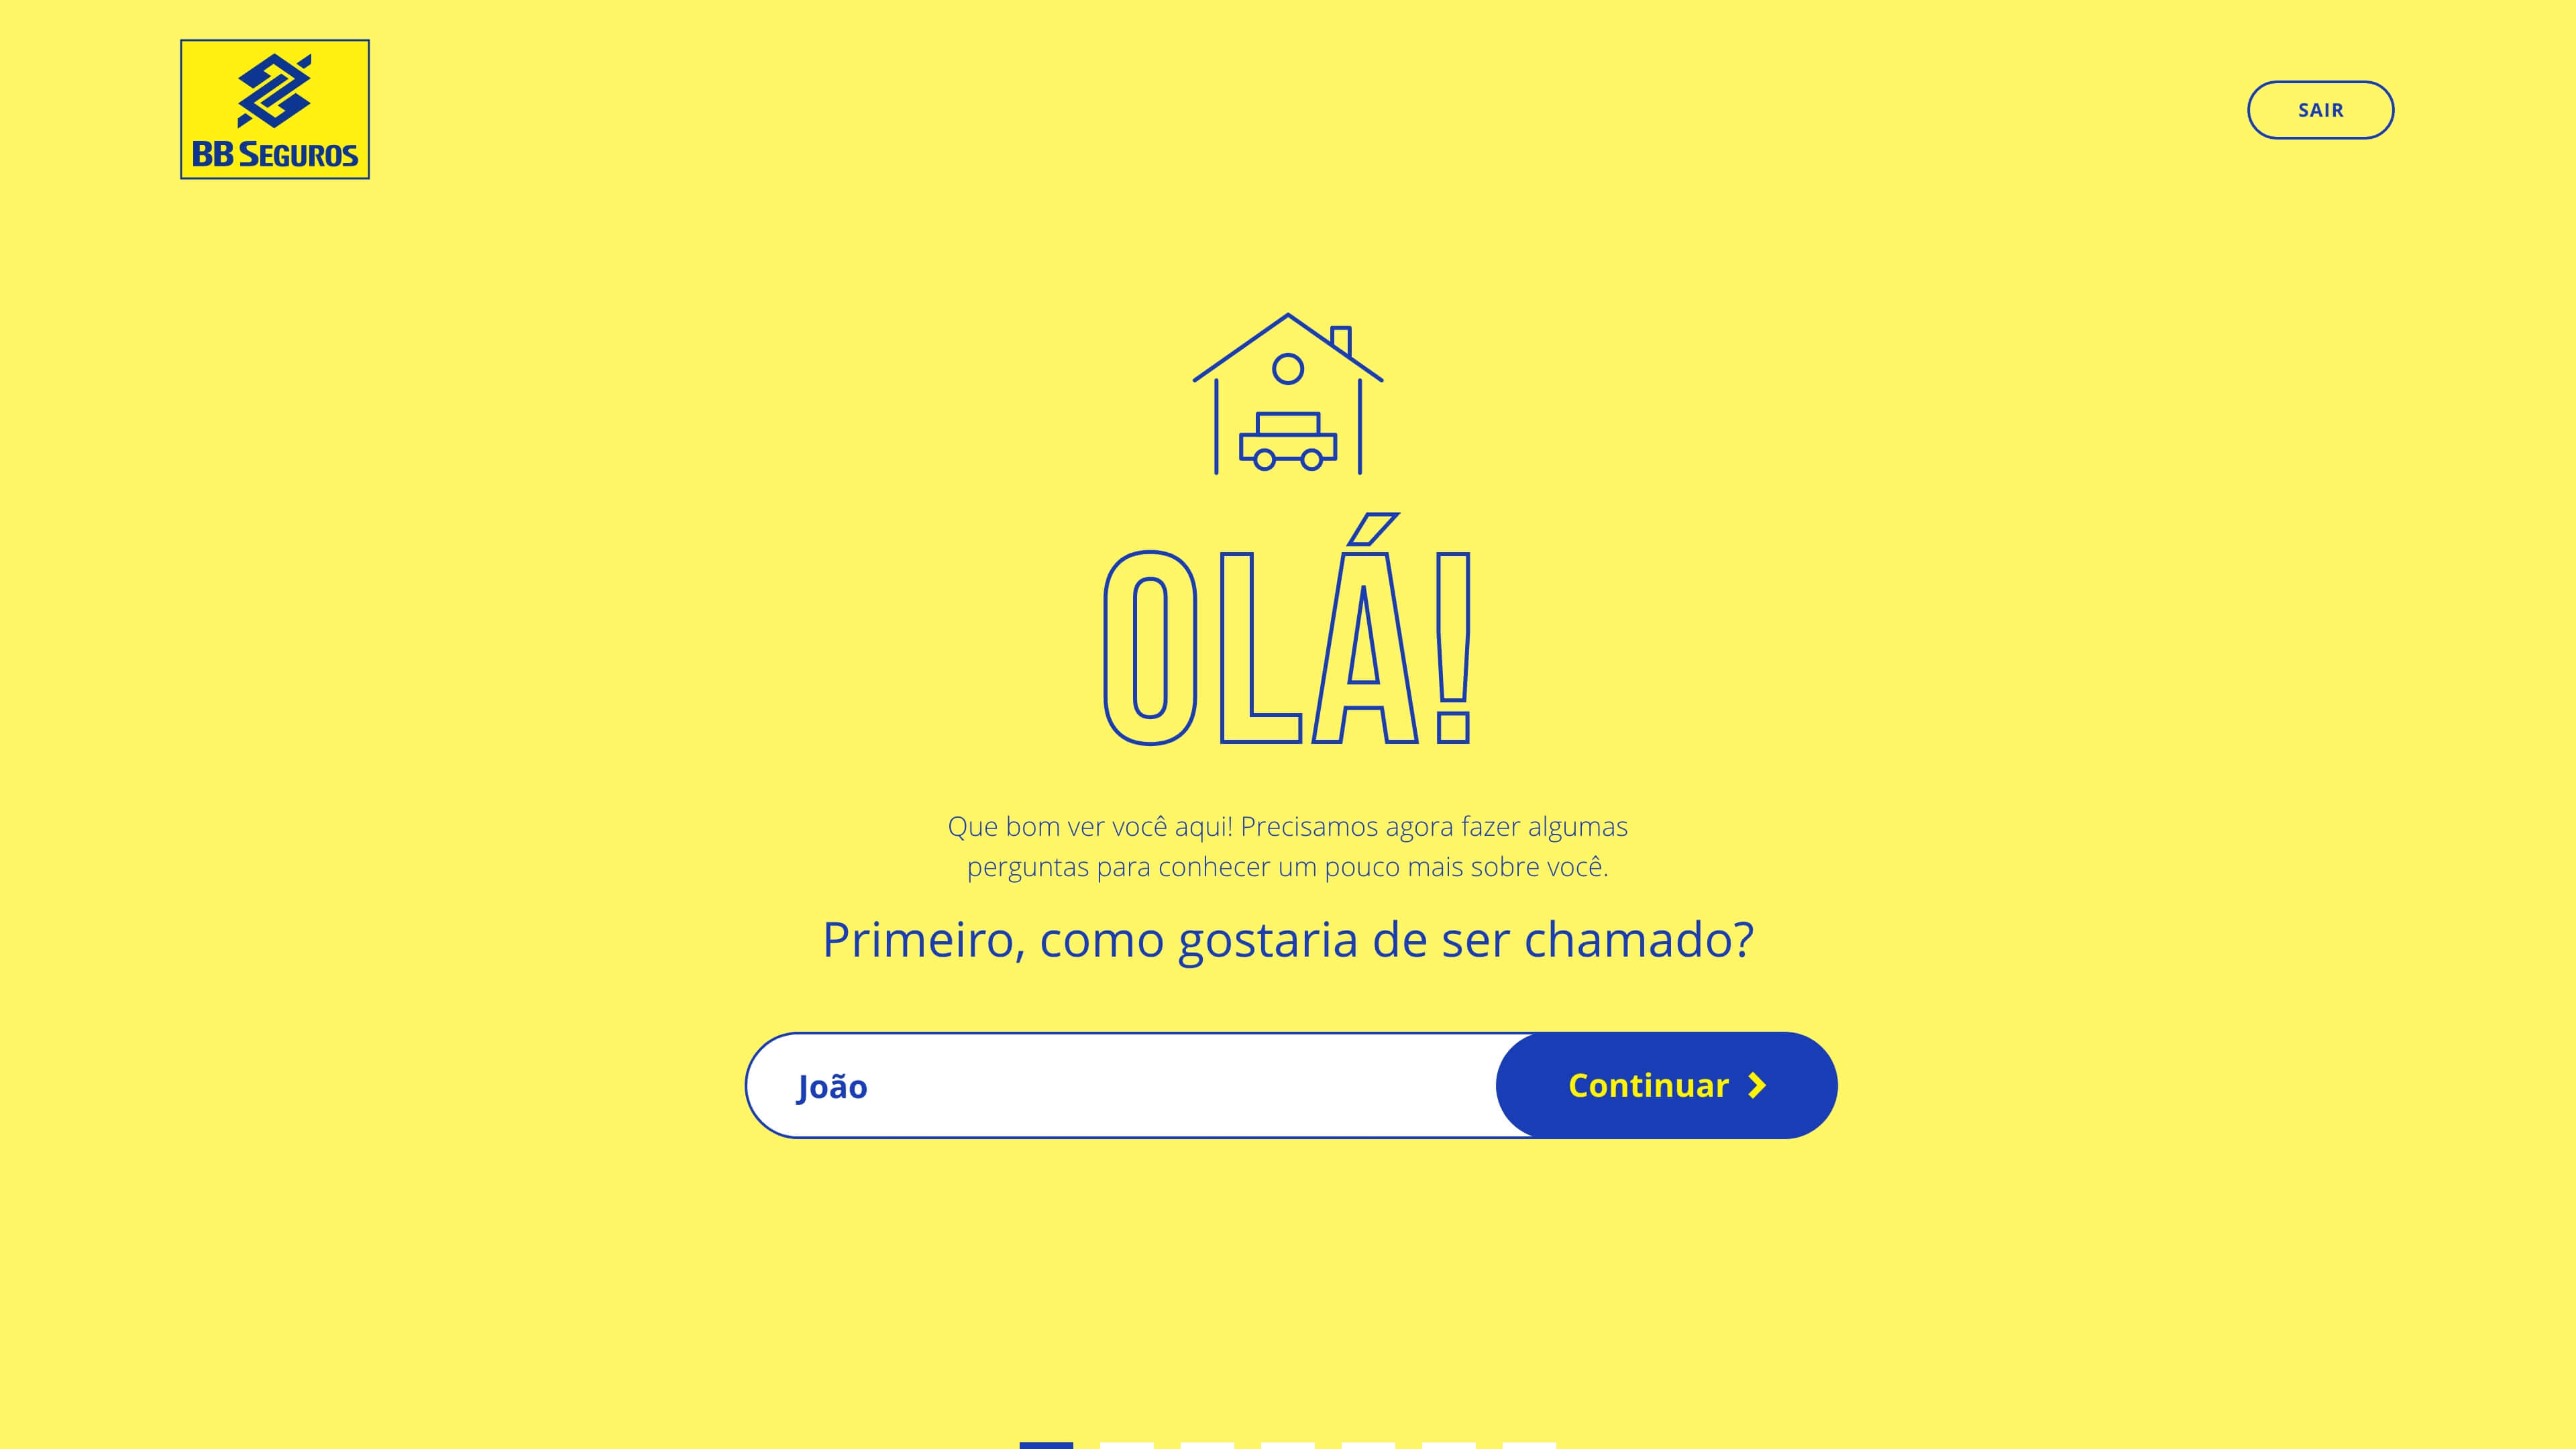 BB SEGUROS
SAIR
OLÁ!
Que bom ver você aqui! Precisamos agora fazer algumas
perguntas para conhecer um pouco mais sobre você.
Primeiro, como gostaria de ser chamado?
João
Continuar